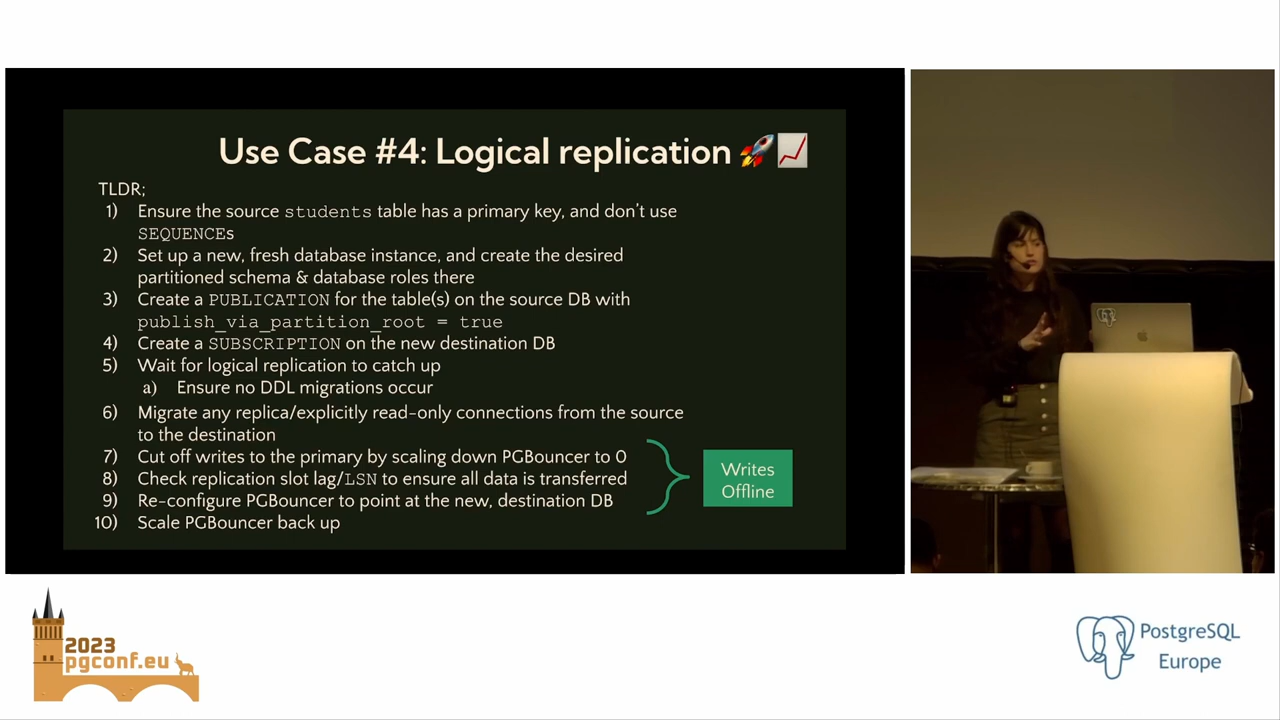 Use Case #4: Logical replication 🚀📈
TLDR;
1) Ensure the source students table has a primary key, and don't use
SEQUENCEs
2) Set up a new, fresh database instance, and create the desired
partitioned schema & database roles there
3) Create a PUBLICATION for the table(s) on the source DB with
publish_via_partition_root = true
4) Create a SUBSCRIPTION on the new destination DB
5) Wait for logical replication to catch up
a) Ensure no DDL migrations occur
6) Migrate any replica/explicitly read-only connections from the source
to the destination
7) Cut off writes to the primary by scaling down PGBouncer to 0
8) Check replication slot lag/LSN to ensure all data is transferred
9) Re-configure PGBouncer to point at the new, destination DB
10) Scale PGBouncer back up
Writes
Offline
2023
pgconf.eu
PostgreSQL
Europe